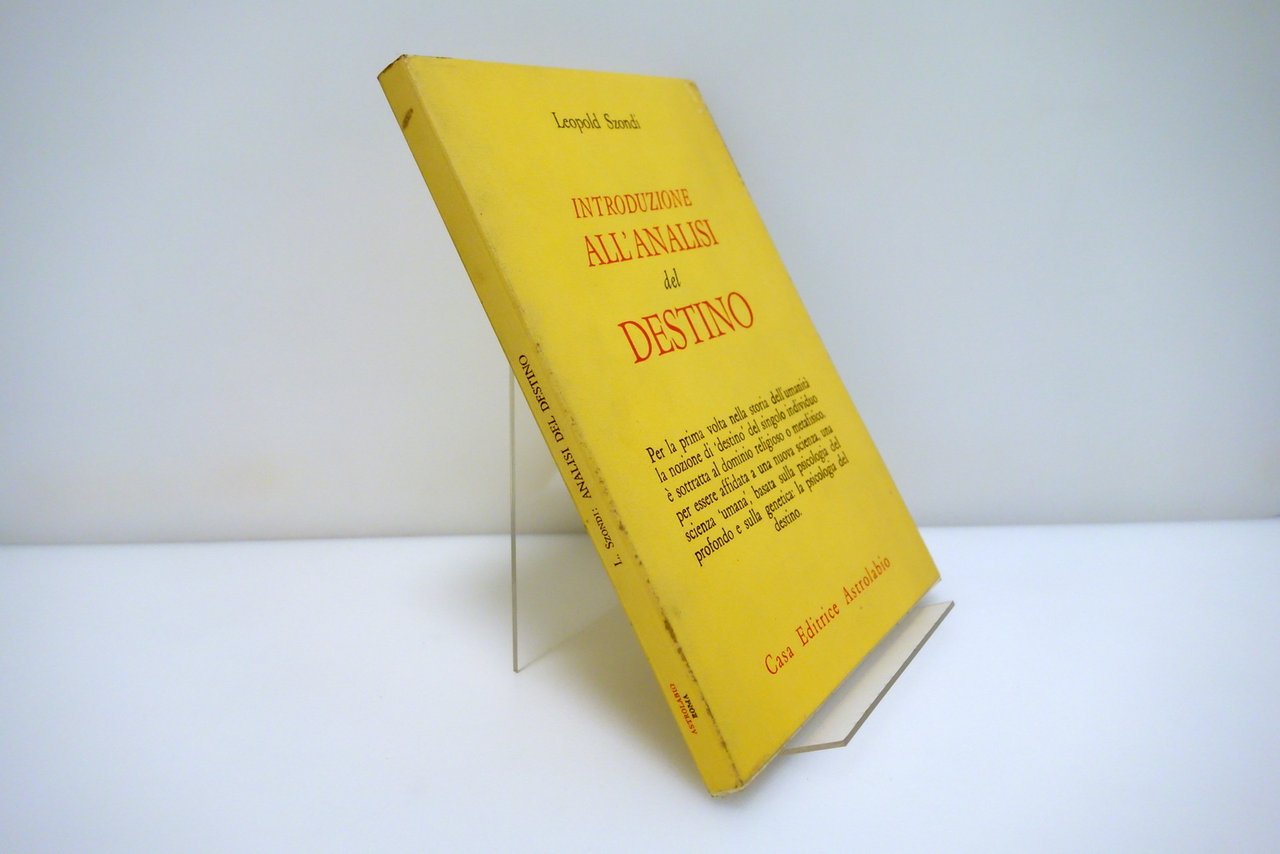 Leopold Szondi
INTRODUZIONE
ALL'ANALISI
del
DESTINO
Per la prima volta nella storia dell'umanità
la nozione di 'destino' del singolo individuo
è sottratta al dominio religioso o metafisico,
per essere affidata a una nuova scienza, una
scienza 'umana', basata sulla psicologia del
profondo e sulla genetica: la psicologia del
destino.
Casa Editrice Astrolabio
L. SZONDI: ANALISI DEL DESTINO
ASTROLABIO
ROMA